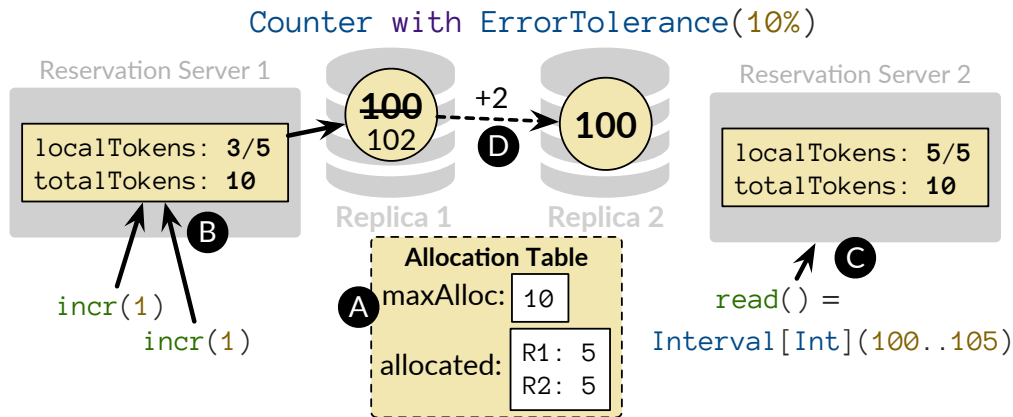 Counter with ErrorTolerance(10%)
Reservation Server 1
localTokens: 3/5
totalTokens: 10
B
incr(1)
incr(1)
100
102
Replica 1
+2
D
100
Replica 2
Allocation Table
A
maxAlloc: 10
allocated: R1: 5
R2: 5
Reservation Server 2
localTokens: 5/5
totalTokens: 10
C
read() =
Interval[Int](100..105)